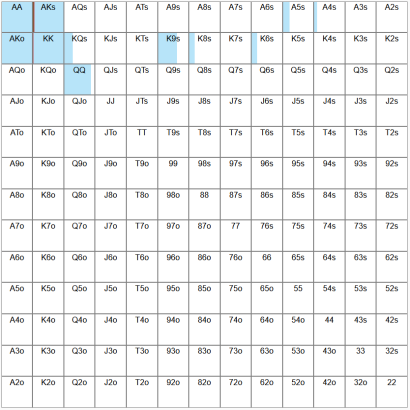 AA AKs AQs AJs ATs A9s A8s A7s A6s A5s A4s A3s A2s
AKo KK KQs KJs KTs K9s K8s K7s K6s K5s K4s K3s K2s
AQo KQo QQ QJs QTs Q9s Q8s Q7s Q6s Q5s Q4s Q3s Q2s
AJo KJo QJo JJ JTs J9s J8s J7s J6s J5s J4s J3s J2s
ATo KTo QTo JTo TT T9s T8s T7s T6s T5s T4s T3s T2s
A9o K9o Q9o J9o T9o 99 98s 97s 96s 95s 94s 93s 92s
A8o K8o Q8o J8o T8o 98o 88 87s 86s 85s 84s 83s 82s
A7o K7o Q7o J7o T7o 97o 87o 77 76s 75s 74s 73s 72s
A6o K6o Q6o J6o T6o 96o 86o 76o 66 65s 64s 63s 62s
A5o K5o Q5o J5o T5o 95o 85o 75o 65o 55 54s 53s 52s
A4o K4o Q4o J4o T4o 94o 84o 74o 64o 54o 44 43s 42s
A3o K3o Q3o J3o T3o 93o 83o 73o 63o 53o 43o 33 32s
A2o K2o Q2o J2o T2o 92o 82o 72o 62o 52o 42o 32o 22